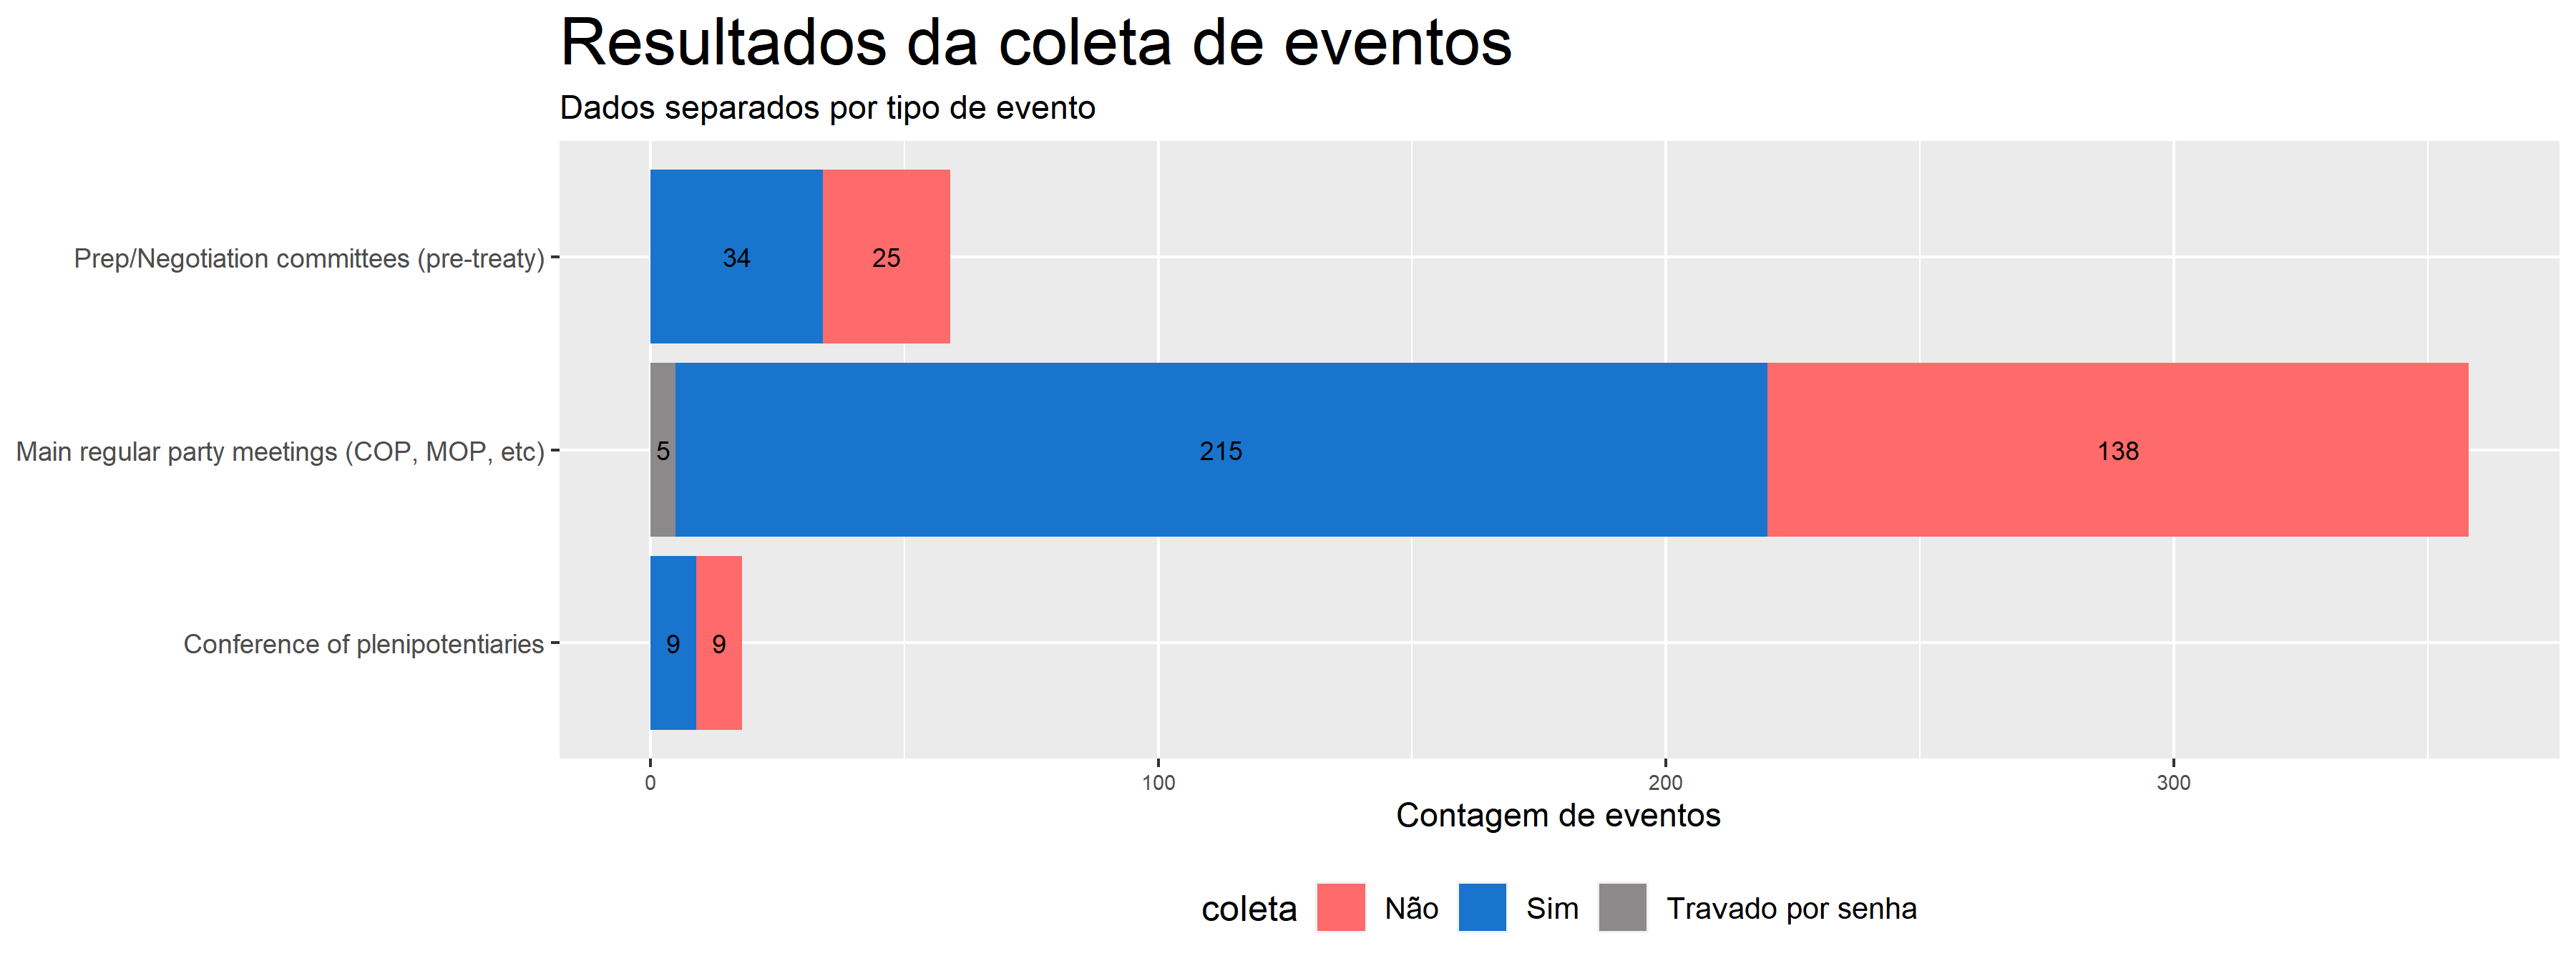 Resultados da coleta de eventos
Dados separados por tipo de evento
Prep/Negotiation committees (pre-treaty)
34 25
Main regular party meetings (COP, MOP, etc)
5 215 138
Conference of plenipotentiaries
9 9
0 100 200 300
Contagem de eventos
coleta Não Sim Travado por senha